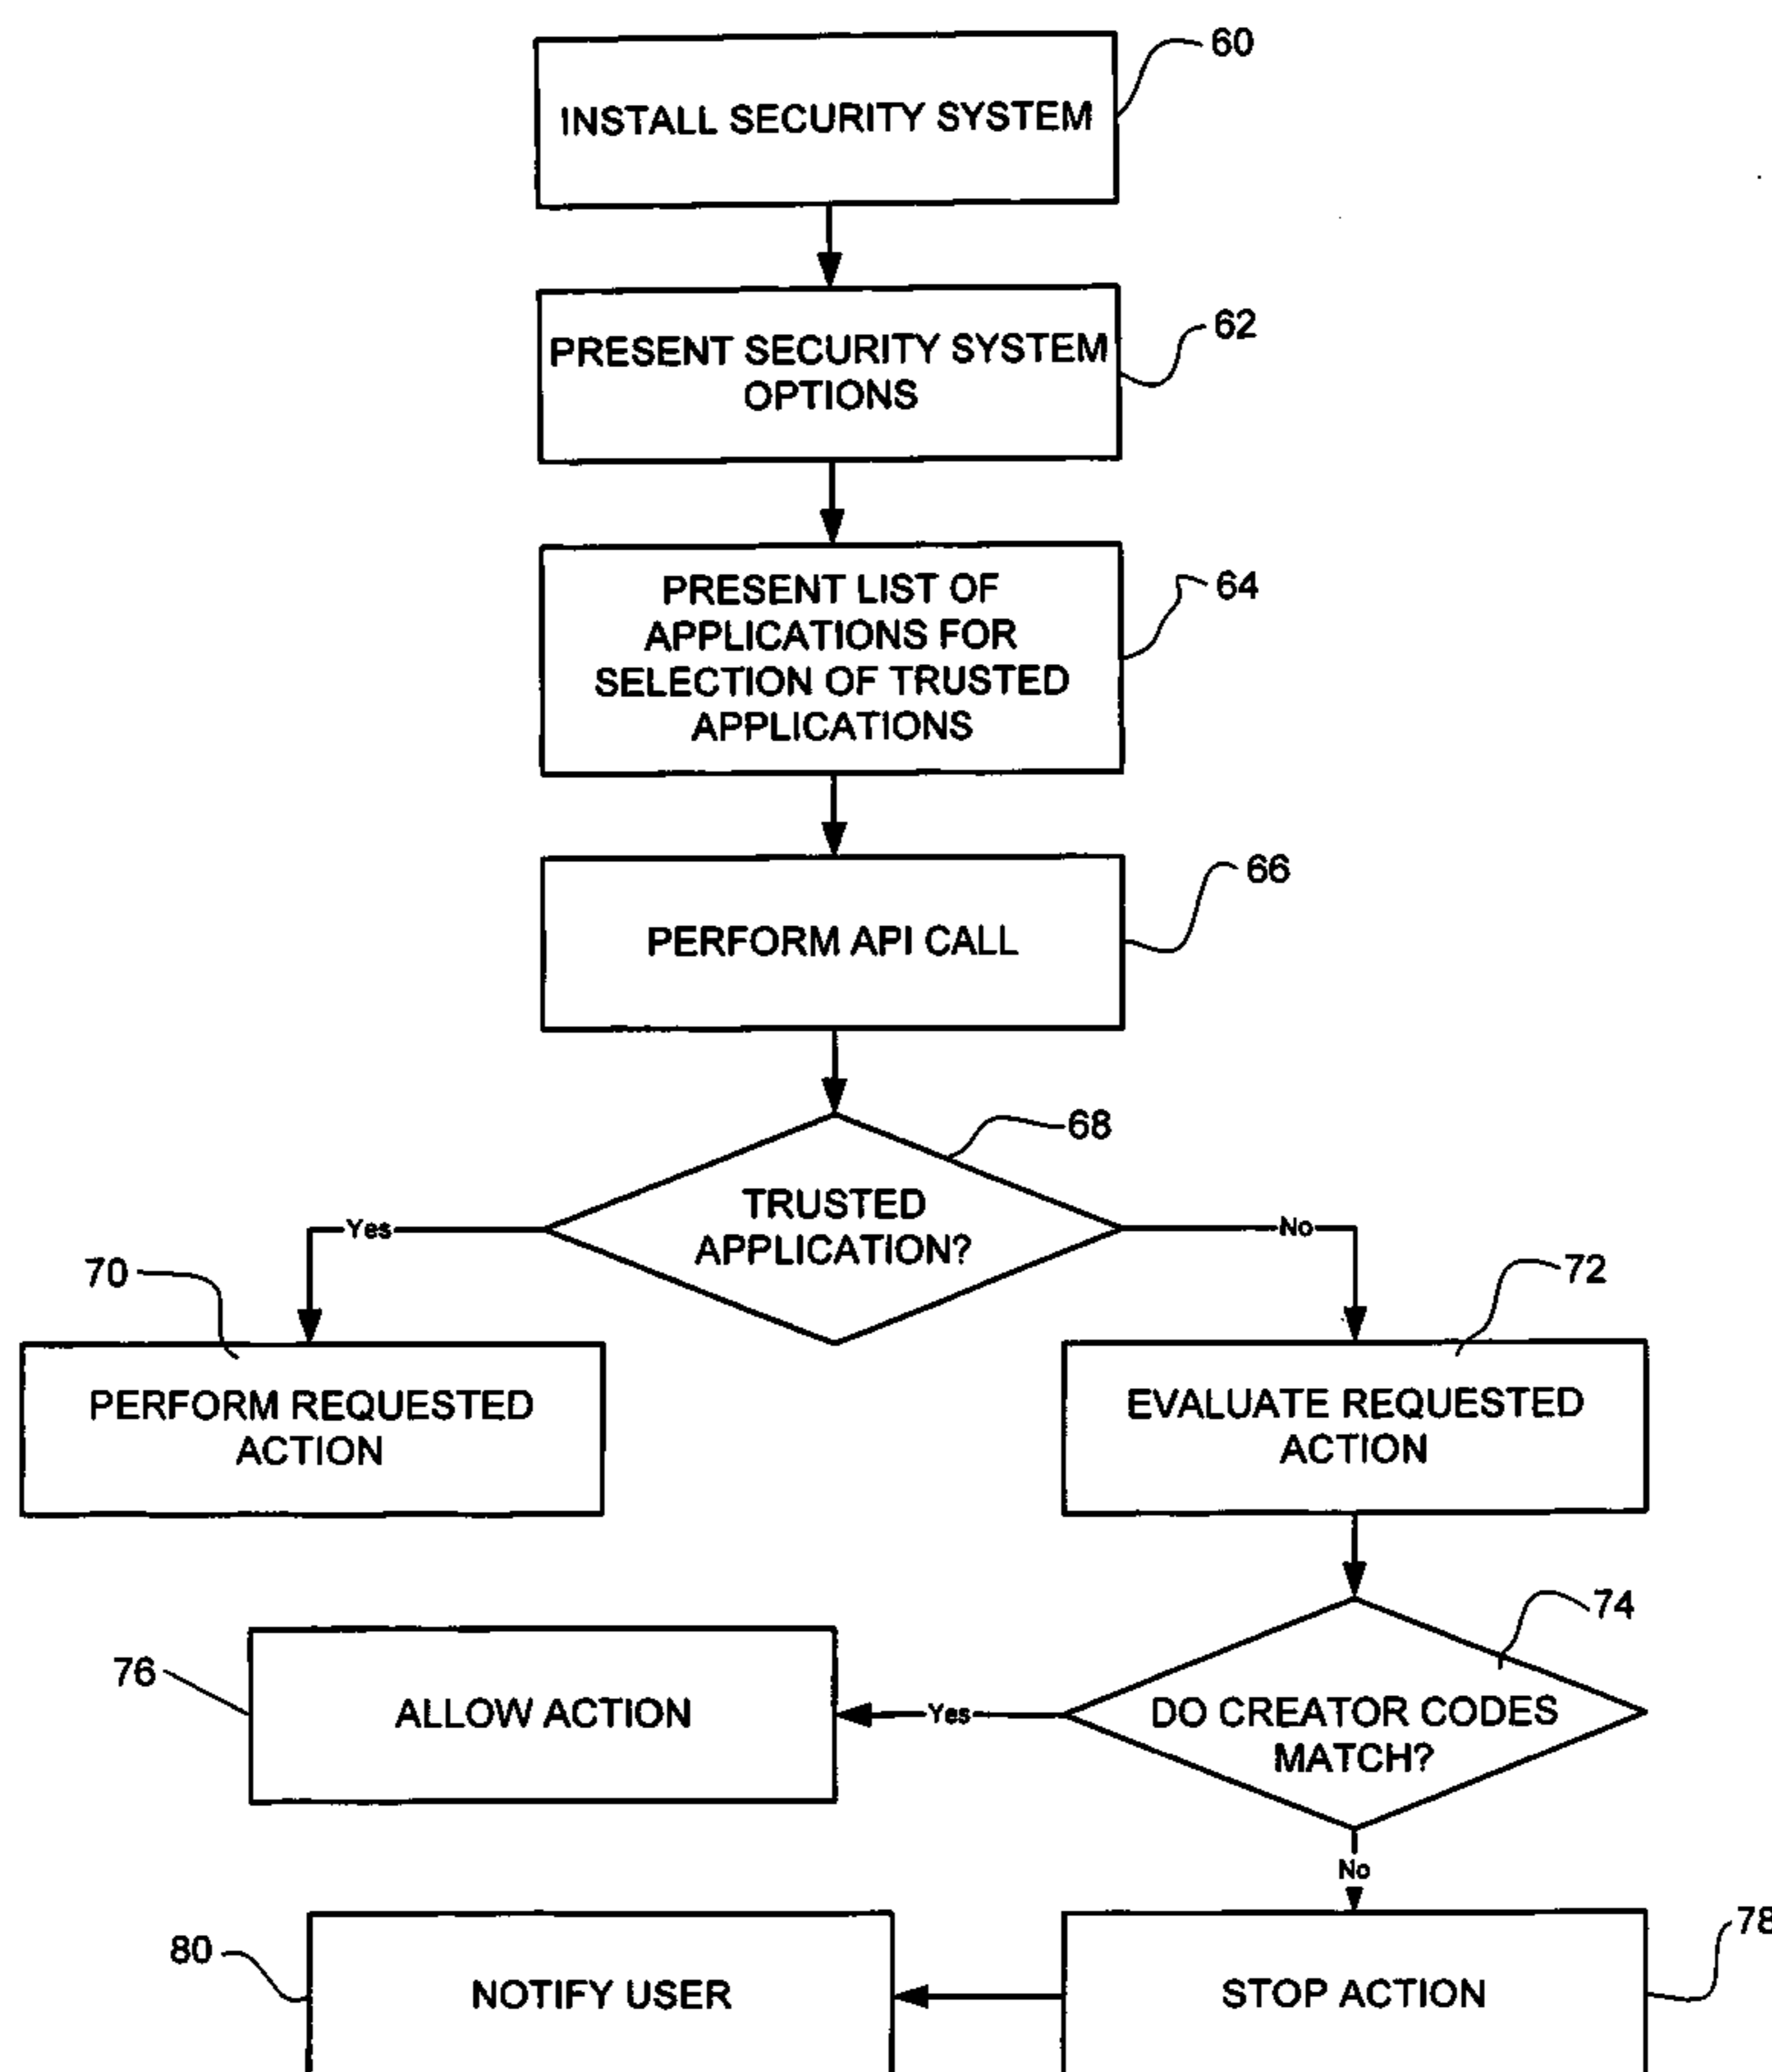 60
INSTALL SECURITY SYSTEM
62
PRESENT SECURITY SYSTEM
OPTIONS
64
PRESENT LIST OF
APPLICATIONS FOR
SELECTION OF TRUSTED
APPLICATIONS
66
PERFORM API CALL
68
TRUSTED
APPLICATION?
Yes
No
70
72
PERFORM REQUESTED
ACTION
EVALUATE REQUESTED
ACTION
74
76
ALLOW ACTION
Yes
DO CREATOR CODES
MATCH?
No
78
80
NOTIFY USER
STOP ACTION